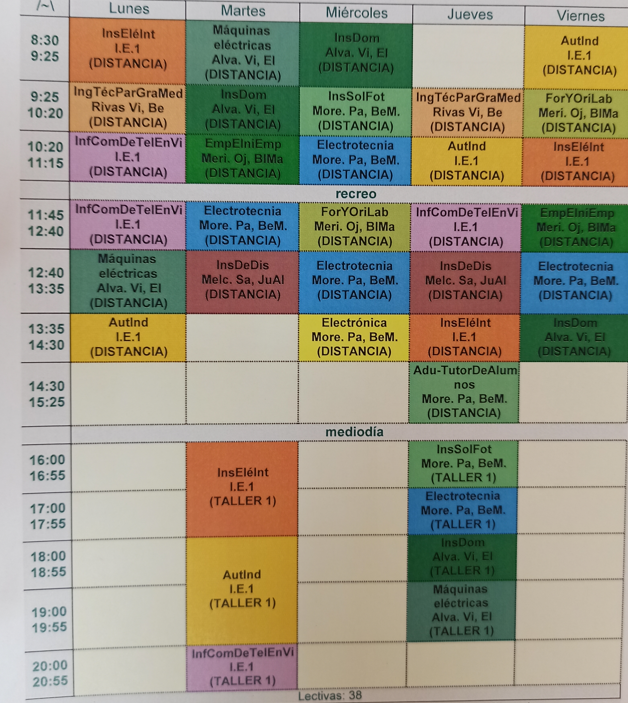 /~\ Lunes Martes Miércoles Jueves Viernes
8:30
9:25
InsEléInt
I.E.1
(DISTANCIA)
Máquinas
eléctricas
Alva. Vi, El
(DISTANCIA)
InsDom
Alva. Vi, El
(DISTANCIA)
AutInd
I.E.1
(DISTANCIA)
9:25
10:20
IngTécParGraMed
Rivas Vi, Be
(DISTANCIA)
InsDom
Alva. Vi, El
(DISTANCIA)
InsSolFot
More. Pa, BeM.
(DISTANCIA)
IngTécParGraMed
Rivas Vi, Be
(DISTANCIA)
ForYOriLab
Meri. Oj, BlMa
(DISTANCIA)
10:20
11:15
InfComDeTelEnVi
I.E.1
(DISTANCIA)
EmpEIniEmp
Meri. Oj, BlMa
(DISTANCIA)
Electrotecnia
More. Pa, BeM.
(DISTANCIA)
AutInd
I.E.1
(DISTANCIA)
InsEléInt
I.E.1
(DISTANCIA)
recreo
11:45
12:40
InfComDeTelEnVi
I.E.1
(DISTANCIA)
Electrotecnia
More. Pa, BeM.
(DISTANCIA)
ForYOriLab
Meri. Oj, BlMa
(DISTANCIA)
InfComDeTelEnVi
I.E.1
(DISTANCIA)
EmpEIniEmp
Meri. Oj, BlMa
(DISTANCIA)
12:40
13:35
Máquinas
eléctricas
Alva. Vi, El
(DISTANCIA)
InsDeDis
Melc. Sa, JuAl
(DISTANCIA)
Electrotecnia
More. Pa, BeM.
(DISTANCIA)
InsDeDis
Melc. Sa, JuAl
(DISTANCIA)
Electrotecnia
More. Pa, BeM.
(DISTANCIA)
13:35
14:30
AutInd
I.E.1
(DISTANCIA)
Electrónica
More. Pa, BeM.
(DISTANCIA)
InsEléInt
I.E.1
(DISTANCIA)
InsDom
Alva. Vi, El
(DISTANCIA)
14:30
15:25
Adu-TutorDeAlum
nos
More. Pa, BeM.
(DISTANCIA)
mediodía
16:00
16:55
InsEléInt
I.E.1
(TALLER 1)
InsSolFot
More. Pa, BeM.
(TALLER 1)
17:00
17:55
Electrotecnia
More. Pa, BeM.
(TALLER 1)
18:00
18:55
AutInd
I.E.1
(TALLER 1)
InsDom
Alva. Vi, El
(TALLER 1)
19:00
19:55
Máquinas
eléctricas
Alva. Vi, El
(TALLER 1)
20:00
20:55
InfComDeTelEnVi
I.E.1
(TALLER 1)
Lectivas: 38